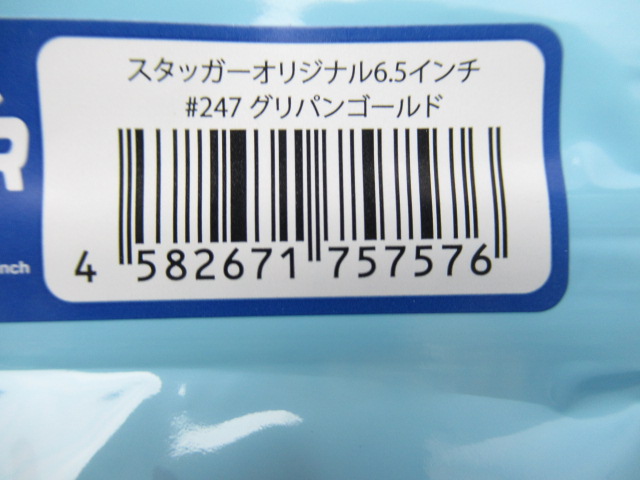 スタッガーオリジナル6.5インチ
#247 グリパンゴールド
R
nch
4 582671 757576